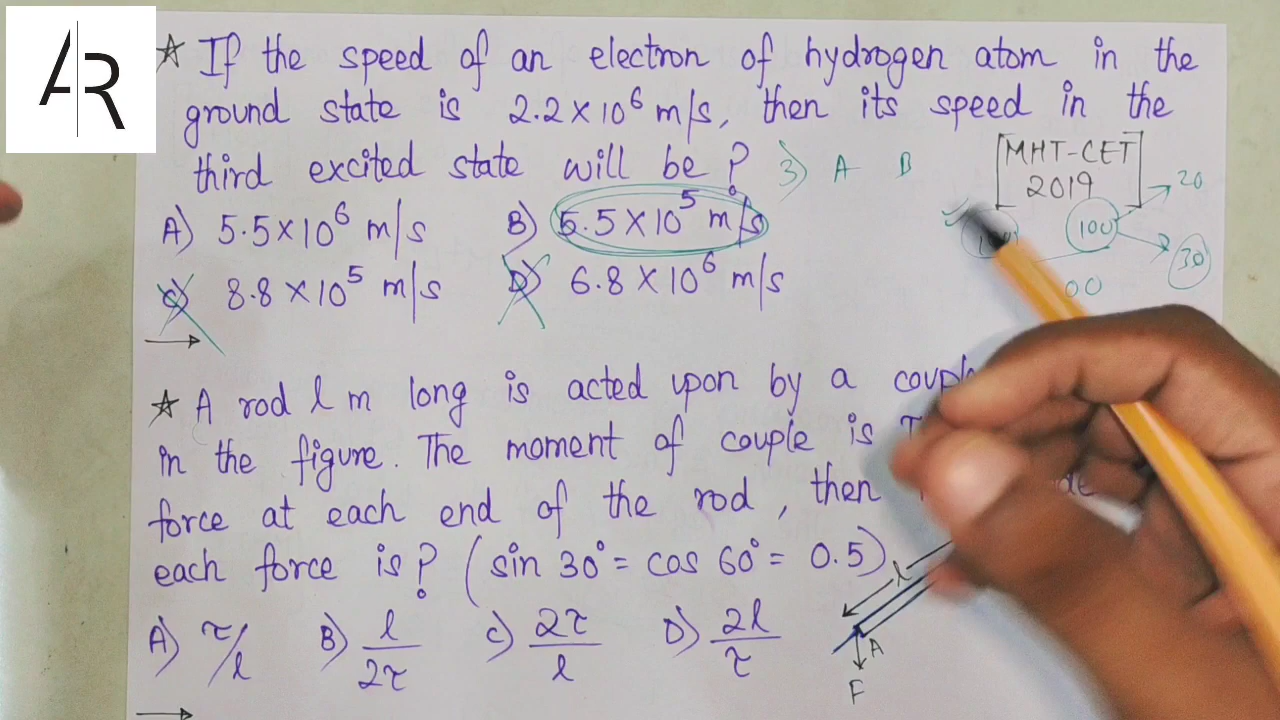 AR
☆ If the speed of an electron of hydrogen atom in the
ground state is 2.2×10⁶ m/s, then its speed in the
third excited state will be?
3) A B
[MHT-CET
2019]
A) 5.5×10⁶ m/s B) 5.5×10⁵ m/s
100 20
30
00
C) 8.8×10⁵ m/s D) 6.8×10⁶ m/s
☆ A rod l m long is acted upon by a
in the figure. The moment of couple is
force at each end of the rod, then
each force is? (sin 30° = cos 60° = 0.5)
A) τ/l B) l/2τ C) 2τ/l D) 2l/τ
l
A
F